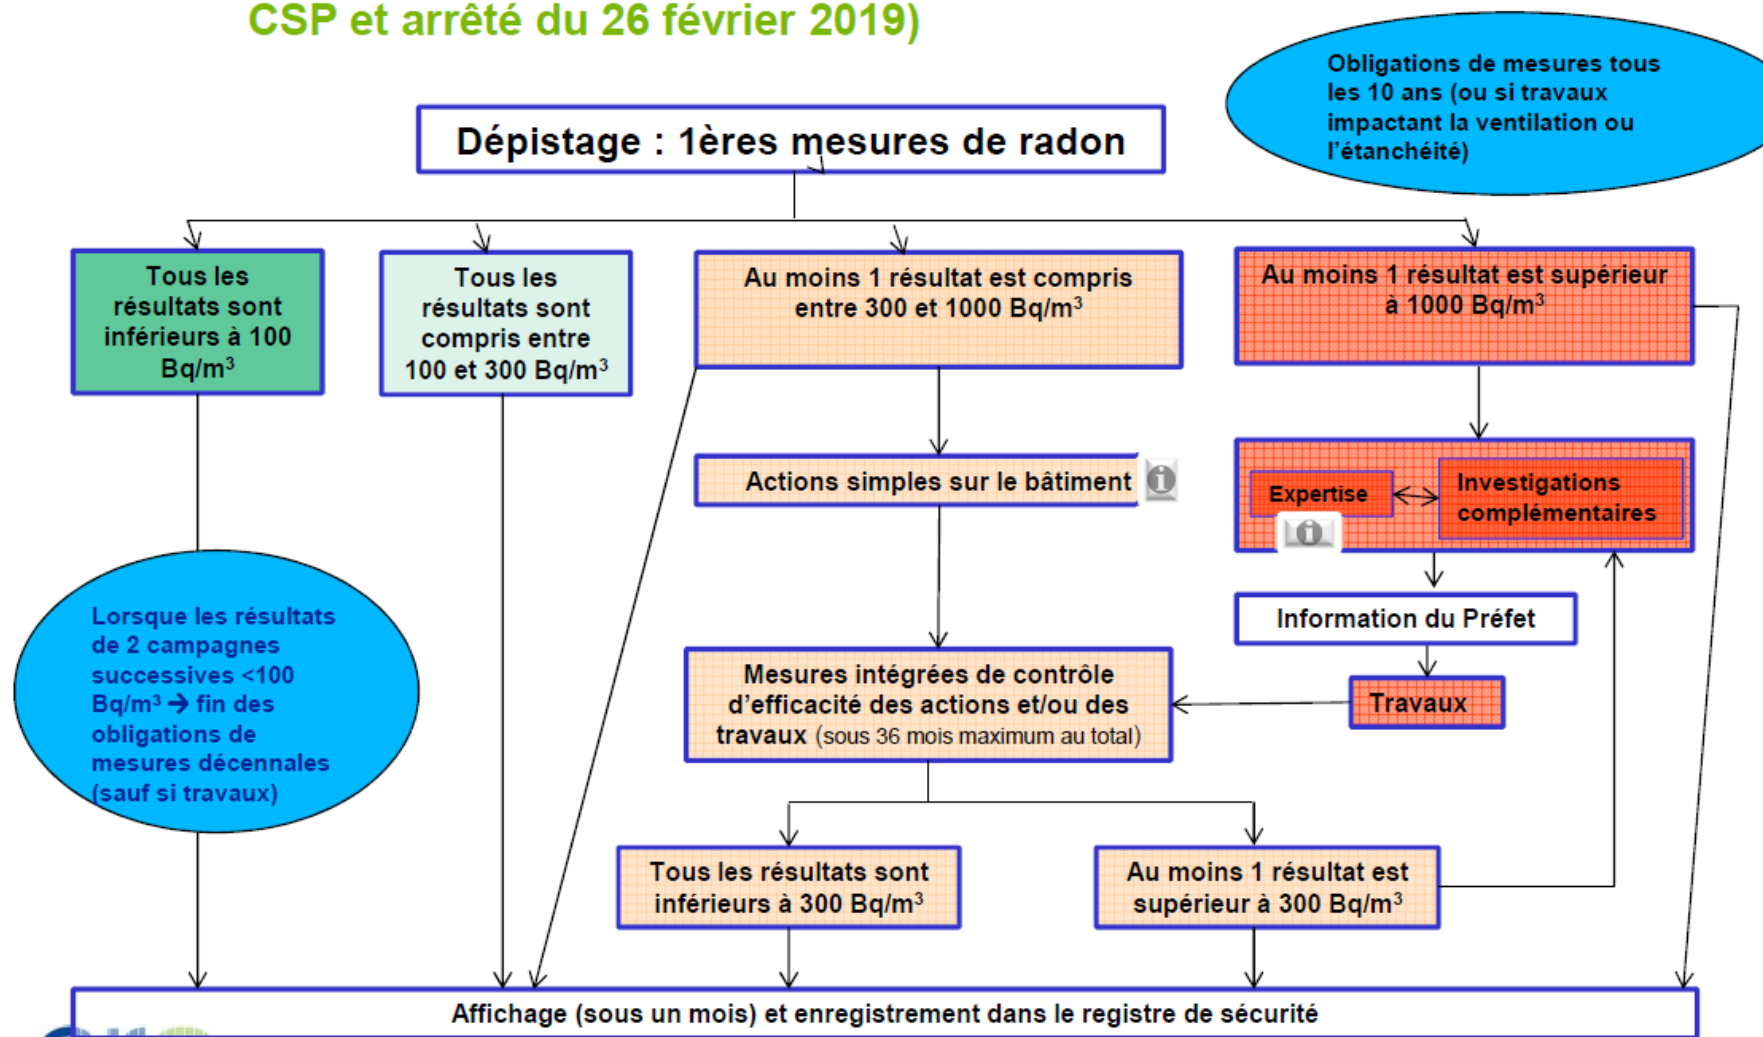 CSP et arrêté du 26 février 2019)
Obligations de mesures tous
les 10 ans (ou si travaux
impactant la ventilation ou
l'étanchéité)
Dépistage : 1ères mesures de radon
Tous les
résultats sont
inférieurs à 100
Bq/m³
Tous les
résultats sont
compris entre
100 et 300 Bq/m³
Au moins 1 résultat est compris
entre 300 et 1000 Bq/m³
Au moins 1 résultat est supérieur
à 1000 Bq/m³
Actions simples sur le bâtiment
Expertise
Investigations
complémentaires
Information du Préfet
Travaux
Lorsque les résultats
de 2 campagnes
successives <100
Bq/m³ → fin des
obligations de
mesures décennales
(sauf si travaux)
Mesures intégrées de contrôle
d'efficacité des actions et/ou des
travaux (sous 36 mois maximum au total)
Tous les résultats sont
inférieurs à 300 Bq/m³
Au moins 1 résultat est
supérieur à 300 Bq/m³
Affichage (sous un mois) et enregistrement dans le registre de sécurité